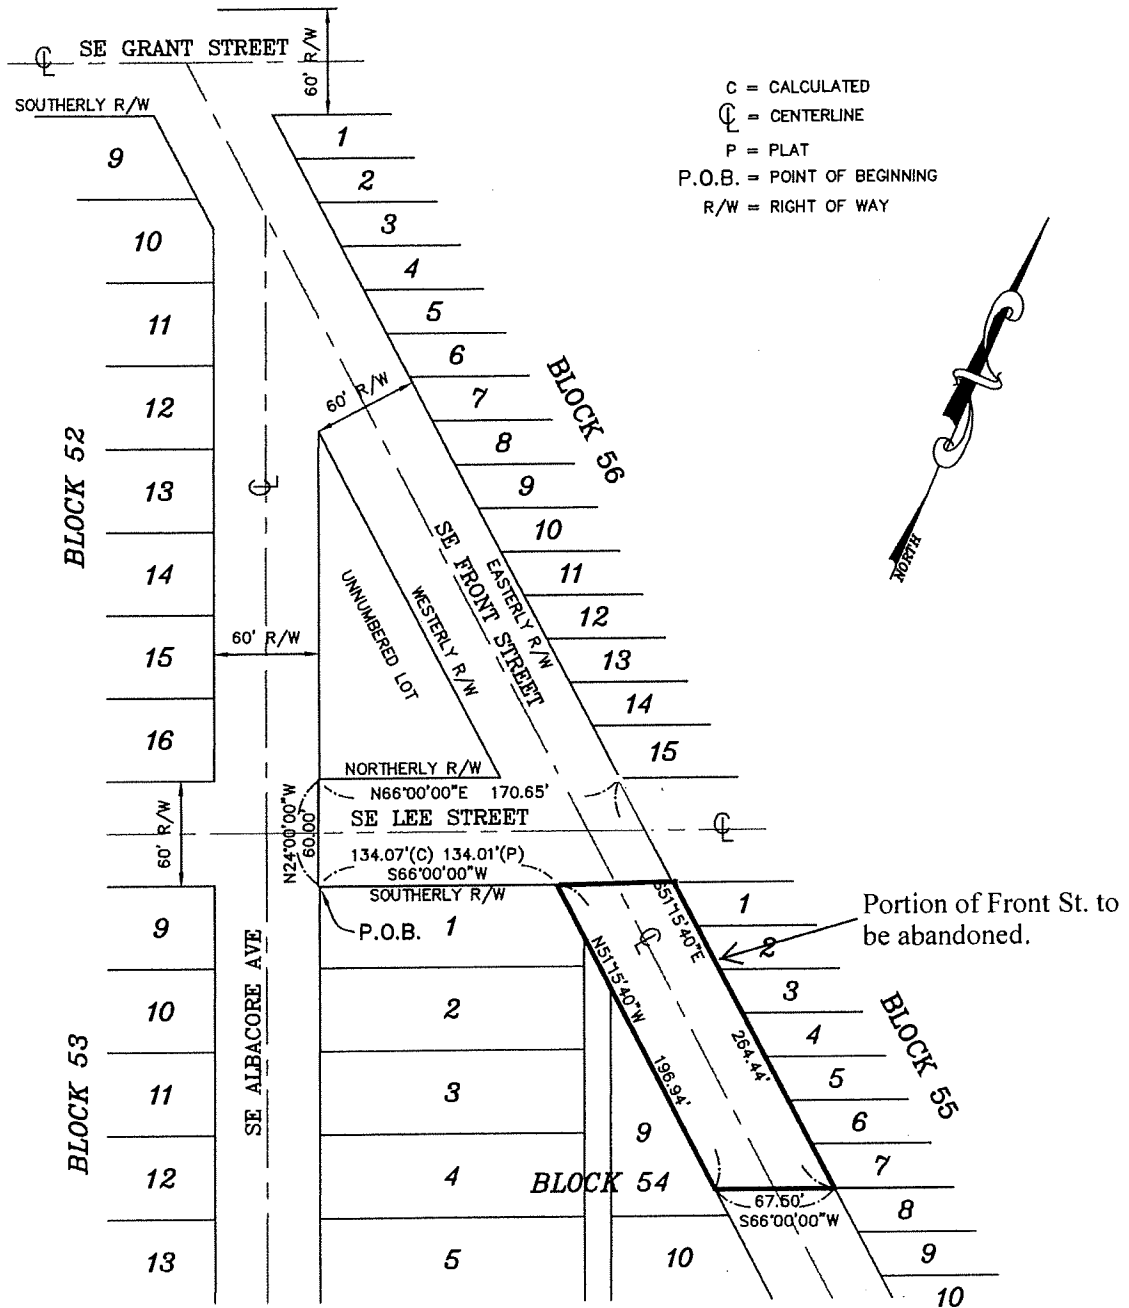 SE GRANT STREET
60' R/W
SOUTHERLY R/W
C = CALCULATED
℄ = CENTERLINE
P = PLAT
P.O.B. = POINT OF BEGINNING
R/W = RIGHT OF WAY
NORTH
9
10
11
12
13
14
15
16
BLOCK 52
1
2
3
4
5
6
7
8
9
10
11
12
13
14
15
BLOCK 56
60' R/W
℄
℄
SE FRONT STREET
EASTERLY R/W
WESTERLY R/W
UNNUMBERED LOT
60' R/W
NORTHERLY R/W
N66°00'00"E 170.65'
SE LEE STREET
℄
60' R/W
N24°00'00"W
60.00'
134.07'(C) 134.01'(P)
S66°00'00"W
SOUTHERLY R/W
P.O.B.
SE ALBACORE AVE
9
10
11
12
13
BLOCK 53
1
2
3
4
5
9
10
BLOCK 54
S51°15'40"E
264.44'
℄
N51°15'40"W
196.94'
67.50'
S66°00'00"W
Portion of Front St. to
be abandoned.
1
2
3
4
5
6
7
8
9
10
BLOCK 55